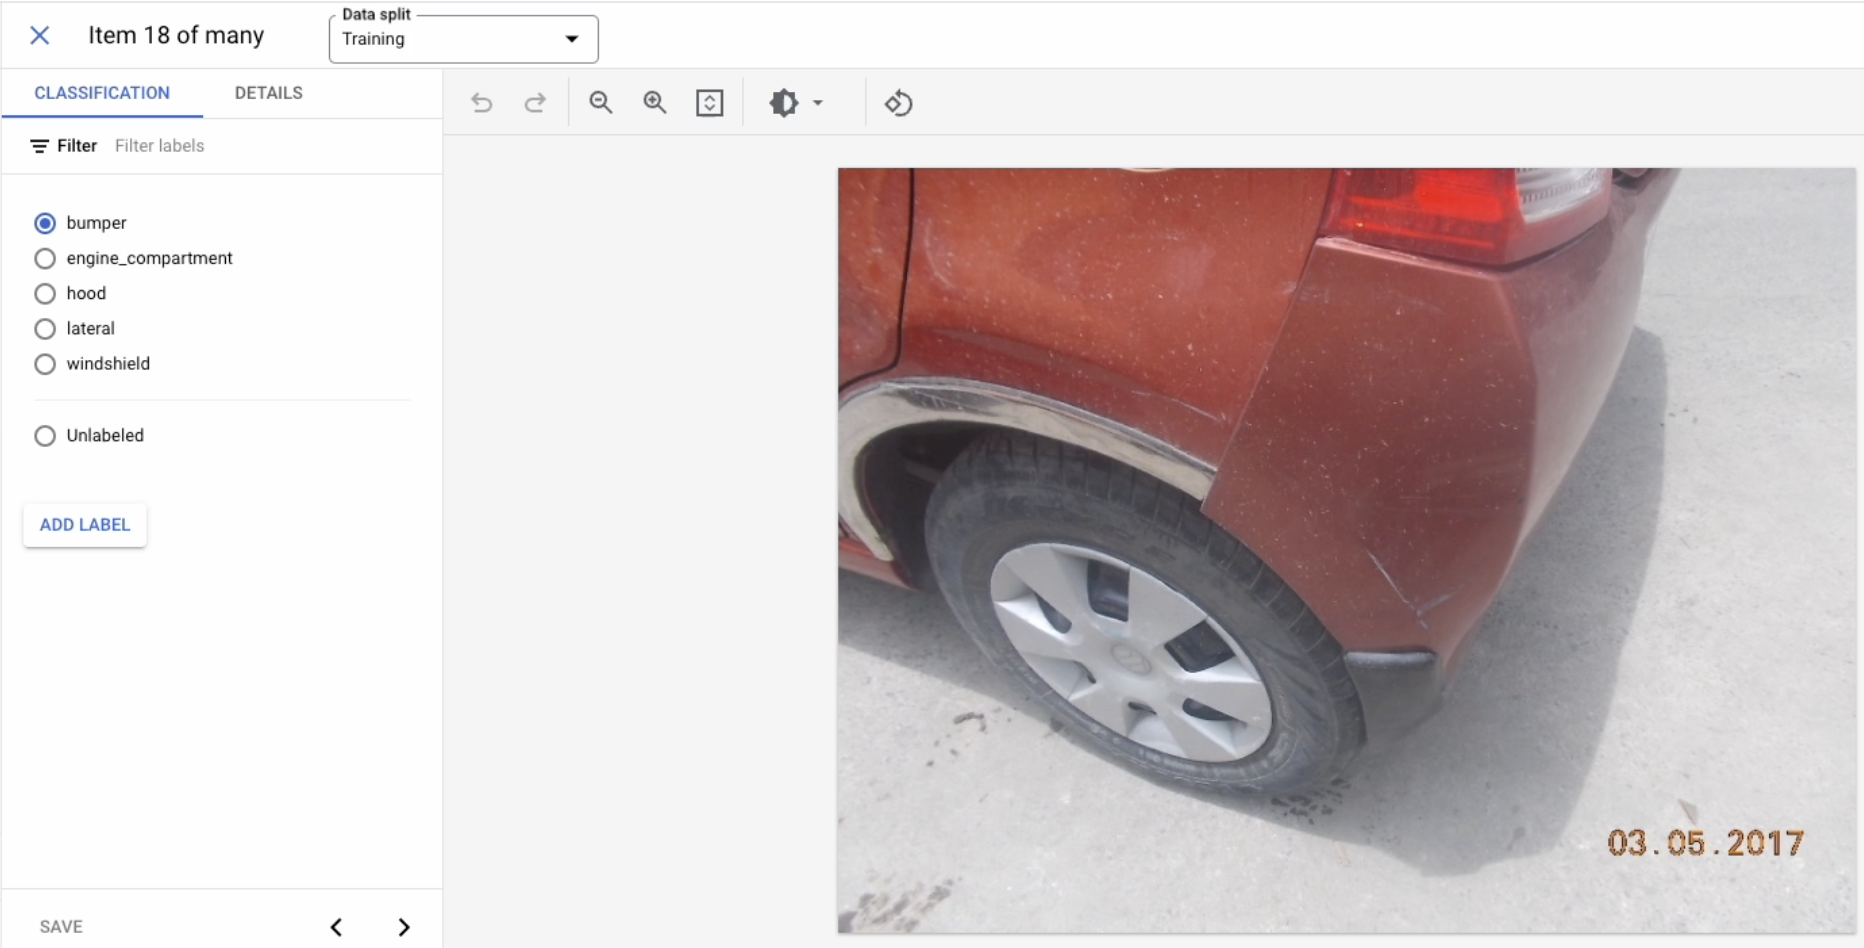 Item 18 of many
Data split
Training
CLASSIFICATION
DETAILS
Filter
Filter labels
bumper
engine_compartment
hood
lateral
windshield
Unlabeled
ADD LABEL
03.05.2017
SAVE